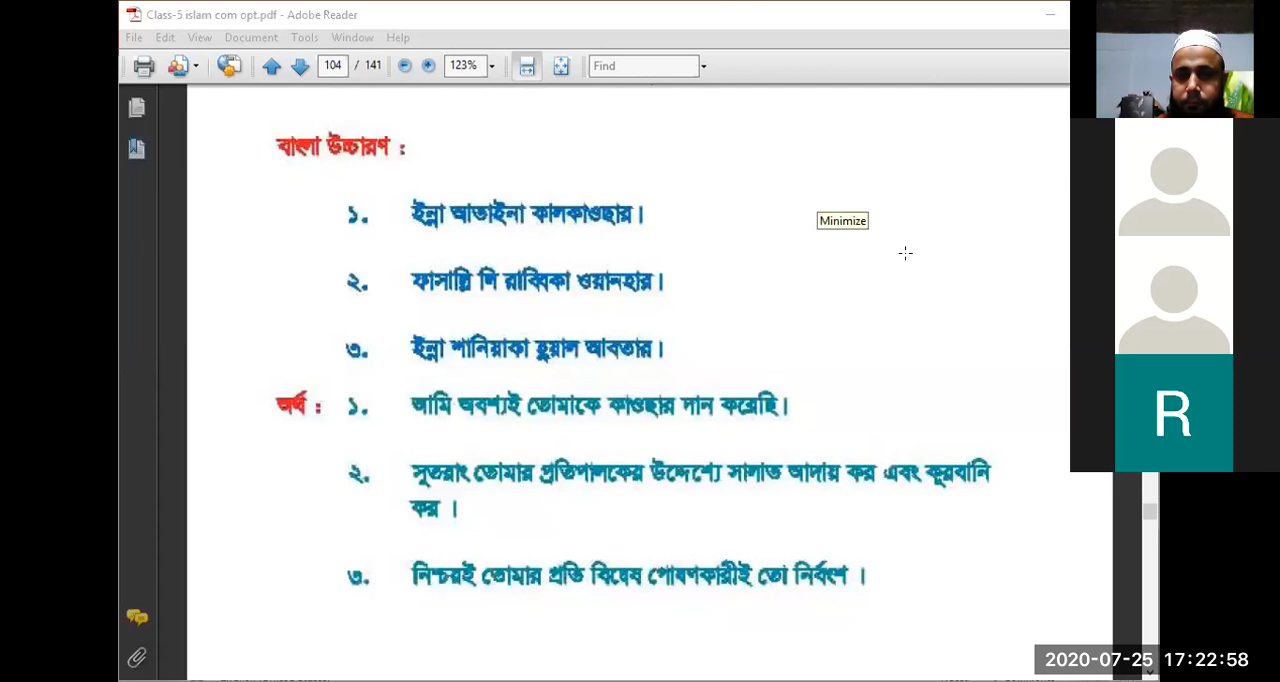 Class-5 islam com opt.pdf - Adobe Reader
File Edit View Document Tools Window Help
104 / 141 123% Find
বাংলা উচ্চারণ :
১. ইন্না আতাইনা কালকাওছার।
Minimize
২. ফাসাল্লি লি রাব্বিকা ওয়ানহার।
৩. ইন্না শানিয়াকা হুয়াল আবতার।
অর্থ : ১. আমি অবশ্যই তোমাকে কাওছার দান করেছি।
২. সুতরাং তোমার প্রতিপালকের উদ্দেশ্যে সালাত আদায় কর এবং কুরবানি
কর ।
৩. নিশ্চয়ই তোমার প্রতি বিদ্বেষ পোষণকারীই তো নির্বংশ ।
R
2020-07-25 17:22:58